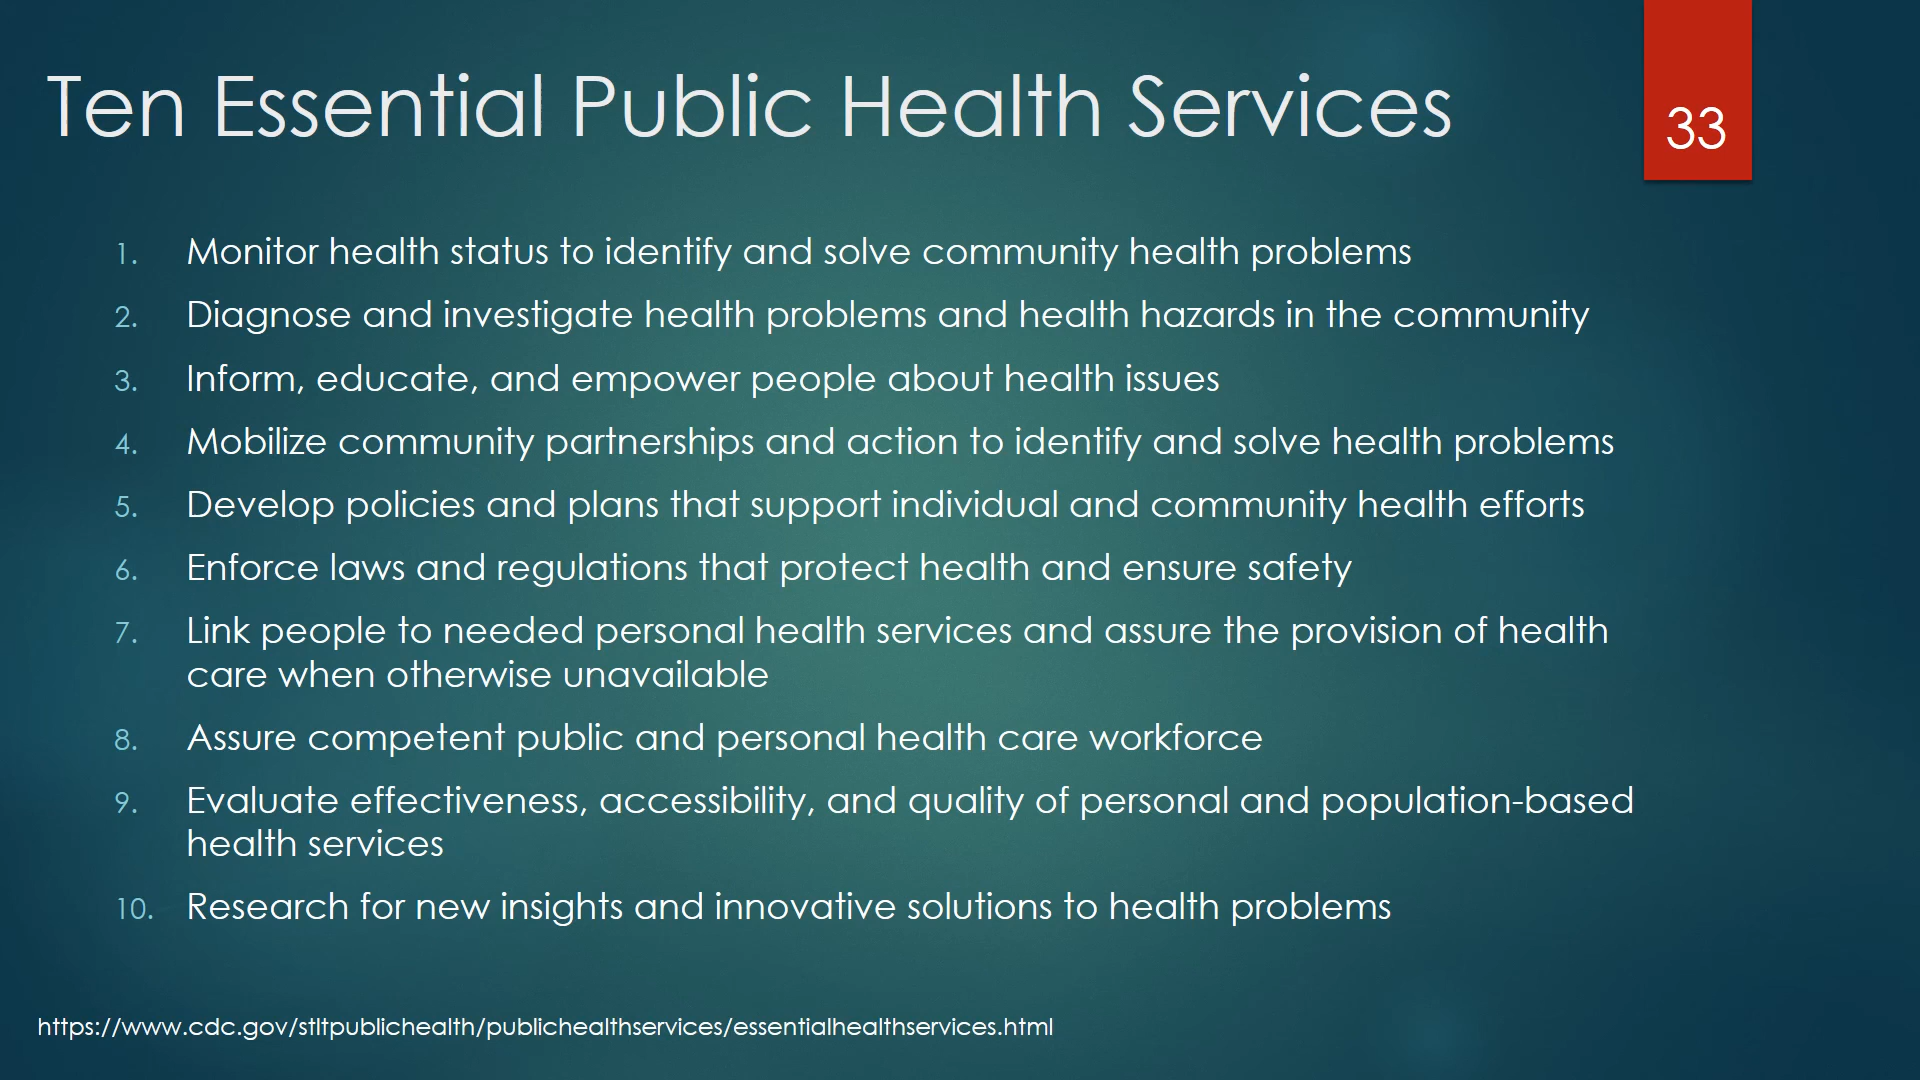 Ten Essential Public Health Services
33
1. Monitor health status to identify and solve community health problems
2. Diagnose and investigate health problems and health hazards in the community
3. Inform, educate, and empower people about health issues
4. Mobilize community partnerships and action to identify and solve health problems
5. Develop policies and plans that support individual and community health efforts
6. Enforce laws and regulations that protect health and ensure safety
7. Link people to needed personal health services and assure the provision of health
care when otherwise unavailable
8. Assure competent public and personal health care workforce
9. Evaluate effectiveness, accessibility, and quality of personal and population-based
health services
10. Research for new insights and innovative solutions to health problems
https://www.cdc.gov/stltpublichealth/publichealthservices/essentialhealthservices.html